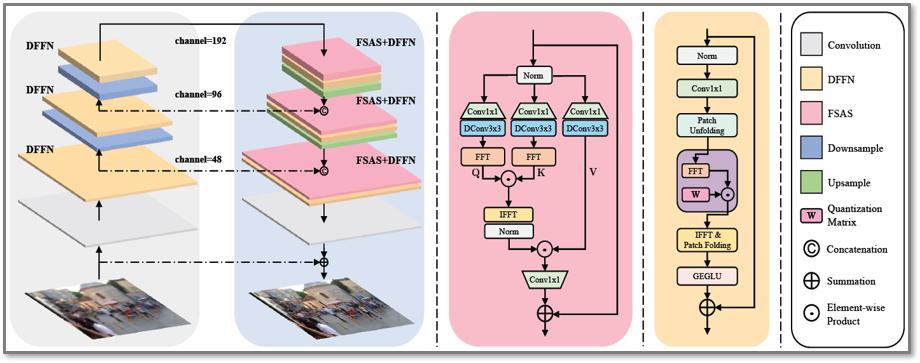 DFFN
channel=192
FSAS+DFFN
DFFN
channel=96
FSAS+DFFN
C
DFFN
channel=48
FSAS+DFFN
C
Norm
Conv1x1
Conv1x1
Conv1x1
DConv3x3
DConv3x3
DConv3x3
FFT
FFT
Q
K
V
IFFT
Norm
Conv1x1
Norm
Conv1x1
Patch
Unfolding
FFT
W
IFFT &
Patch Folding
GEGLU
Convolution
DFFN
FSAS
Downsample
Upsample
W
Quantization
Matrix
C
Concatenation
Summation
Element-wise
Product